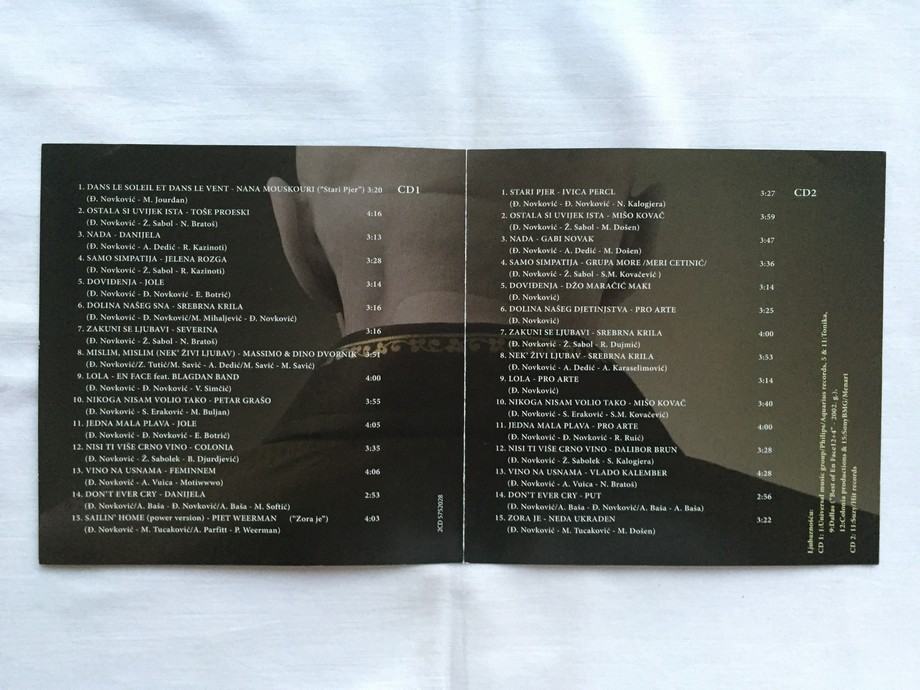 1. DANS LE SOLEIL ET DANS LE VENT - NANA MOUSKOURI ("Stari Pjer") 3:20 CD1
(Đ. Novković - M. Jourdan)
2. OSTALA SI UVIJEK ISTA - TOŠE PROESKI 4:16
(Đ. Novković - Ž. Sabol - N. Bratoš)
3. NADA - DANIJELA 3:13
(Đ. Novković - A. Dedić - R. Kazinoti)
4. SAMO SIMPATIJA - JELENA ROZGA 3:28
(Đ. Novković - Ž. Sabol - R. Kazinoti)
5. DOVIĐENJA - JOLE 3:14
(Đ. Novković - Đ. Novković - E. Botrić)
6. DOLINA NAŠEG SNA - SREBRNA KRILA 3:16
(Đ. Novković - Đ. Novković/M. Mihaljević - Đ. Novković)
7. ZAKUNI SE LJUBAVI - SEVERINA 3:16
(Đ. Novković - Ž. Sabol - N. Bratoš)
8. MISLIM, MISLIM (NEK' ŽIVI LJUBAV) - MASSIMO & DINO DVORNIK 3:51
(Đ. Novković/Z. Tutić/M. Savić - A. Dedić/M. Savić - M. Savić)
9. LOLA - EN FACE feat. BLAGDAN BAND 4:00
(Đ. Novković - Đ. Novković - V. Simčić)
10. NIKOGA NISAM VOLIO TAKO - PETAR GRAŠO 3:55
(Đ. Novković - S. Eraković - M. Buljan)
11. JEDNA MALA PLAVA - JOLE 4:05
(Đ. Novković - Đ. Novković - E. Botrić)
12. NISI TI VIŠE CRNO VINO - COLONIA 3:35
(Đ. Novković - Ž. Sabolek - B. Djurdjević)
13. VINO NA USNAMA - FEMINNEM 4:06
(Đ. Novković - A. Vuica - Motiwwwo)
14. DON'T EVER CRY - DANIJELA 2:53
(Đ. Novković/A. Baša - Đ. Novković/A. Baša - M. Softić)
15. SAILIN' HOME (power version) - PIET WEERMAN ("Zora je") 4:03
(Đ. Novković - M. Tucaković/A. Parfitt - P. Weerman)
2CD 5752028
1. STARI PJER - IVICA PERCL 3:27 CD2
(Đ. Novković - Đ. Novković - N. Kalogjera)
2. OSTALA SI UVIJEK ISTA - MIŠO KOVAČ 3:59
(Đ. Novković - Ž. Sabol - M. Došen)
3. NADA - GABI NOVAK 3:47
(Đ. Novković - A. Dedić - M. Došen)
4. SAMO SIMPATIJA - GRUPA MORE /MERI CETINIĆ/ 3:36
(Đ. Novković - Ž. Sabol - S.M. Kovačević )
5. DOVIĐENJA - DŽO MARAČIĆ MAKI 3:14
(Đ. Novković)
6. DOLINA NAŠEG DJETINJSTVA - PRO ARTE 3:25
(Đ. Novković)
7. ZAKUNI SE LJUBAVI - SREBRNA KRILA 4:00
(Đ. Novković - Ž. Sabol - R. Dujmić)
8. NEK' ŽIVI LJUBAV - SREBRNA KRILA 3:53
(Đ. Novković - A. Dedić - A. Karaselimović)
9. LOLA - PRO ARTE 3:14
(Đ. Novković)
10. NIKOGA NISAM VOLIO TAKO - MIŠO KOVAČ 3:40
(Đ. Novković - S. Eraković - S.M. Kovačević)
11. JEDNA MALA PLAVA - PRO ARTE 4:00
(Đ. Novković - Đ. Novković - R. Ruić)
12. NISI TI VIŠE CRNO VINO - DALIBOR BRUN 3:28
(Đ. Novković - Ž. Sabolek - S. Kalogjera)
13. VINO NA USNAMA - VLADO KALEMBER 4:28
(Đ. Novković - A. Vuica - N. Bratoš)
14. DON'T EVER CRY - PUT 2:56
(Đ. Novković/A. Baša - Đ. Novković/A. Baša - A. Baša)
15. ZORA JE - NEDA UKRADEN 3:22
(Đ. Novković - M. Tucaković - M. Došen)
Ljubaznošću:
CD 1: 1:Universal music group/Philips/Aquarius records, 5 & 11:Tonika,
9:Dallas ("Best of En Face12+4" - 2002. g.),
12:Colonia productions & 15:SonyBMG/Menart
CD 2: 11:Suzy/Hit records